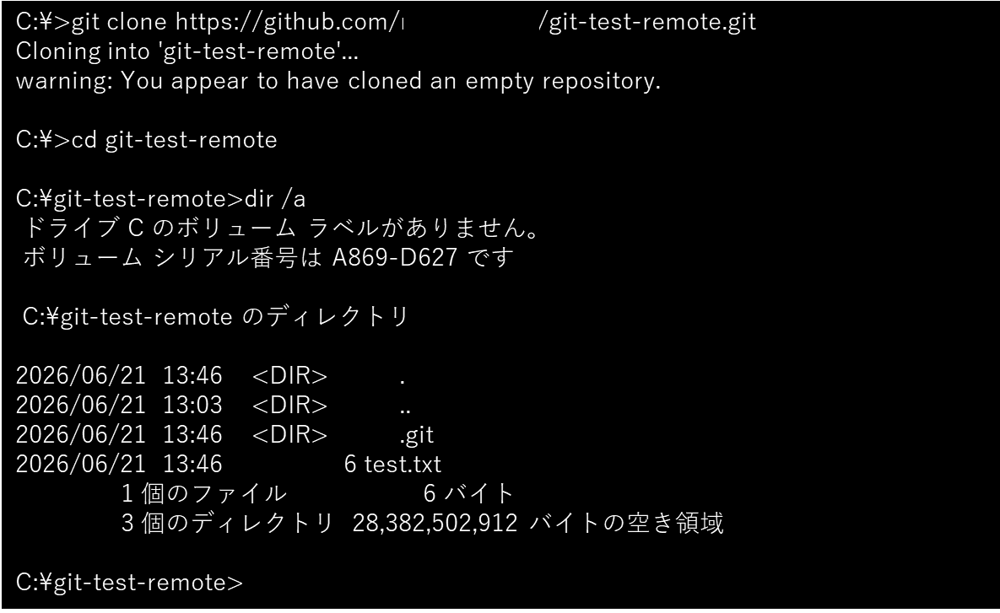 C:¥>git clone https://github.com/ /git-test-remote.git
Cloning into 'git-test-remote'...
warning: You appear to have cloned an empty repository.
C:¥>cd git-test-remote
C:¥git-test-remote>dir /a
ドライブ C のボリューム ラベルがありません。
ボリューム シリアル番号は A869-D627 です
C:¥git-test-remote のディレクトリ
2026/06/21 13:46 <DIR> .
2026/06/21 13:03 <DIR> ..
2026/06/21 13:46 <DIR> .git
2026/06/21 13:46 6 test.txt
1 個のファイル 6 バイト
3 個のディレクトリ 28,382,502,912 バイトの空き領域
C:¥git-test-remote>